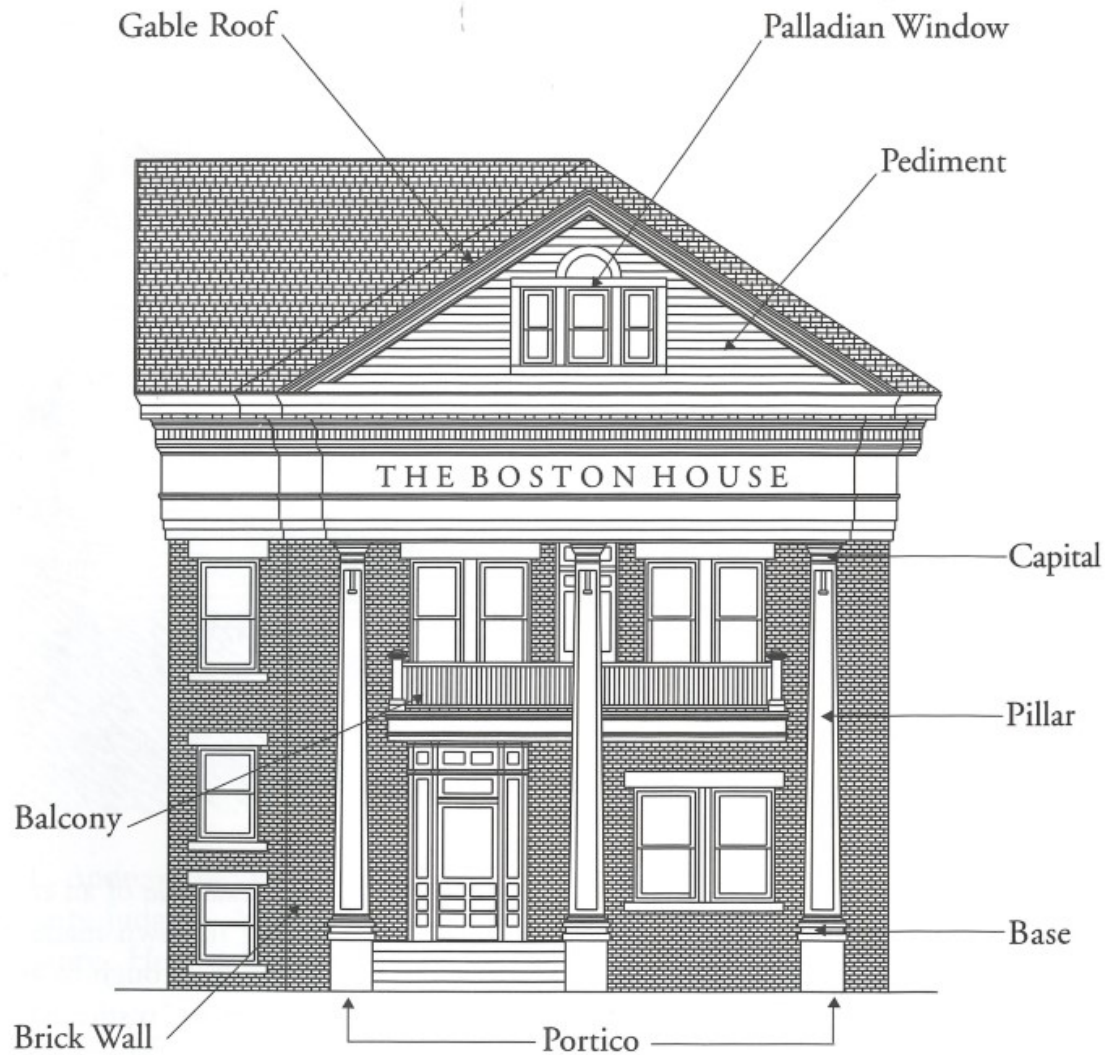 Gable Roof
Palladian Window
Pediment
THE BOSTON HOUSE
Capital
Pillar
Balcony
Base
Brick Wall
Portico